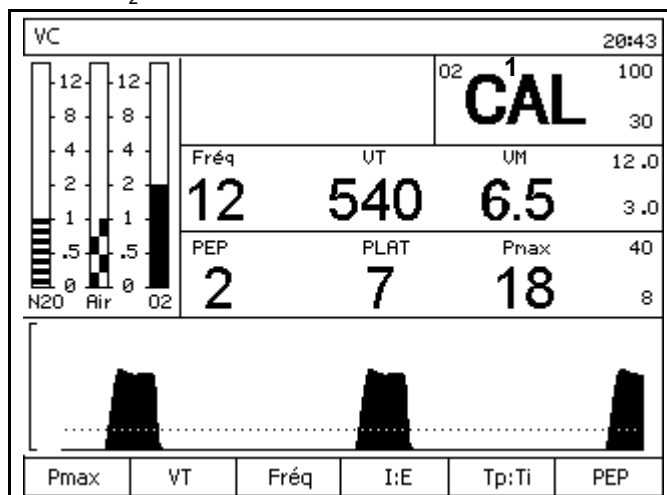 2
VC 20:43
12 12 O2 1 CAL 100
8 8 30
4 4 Fréq VT VM 12.0
2 2 12 540 6.5 3.0
1 1
.5 .5 PEP PLAT Pmax 40
0 0 2 7 18 8
N2O Air O2
Pmax VT Fréq I:E Tp:Ti PEP